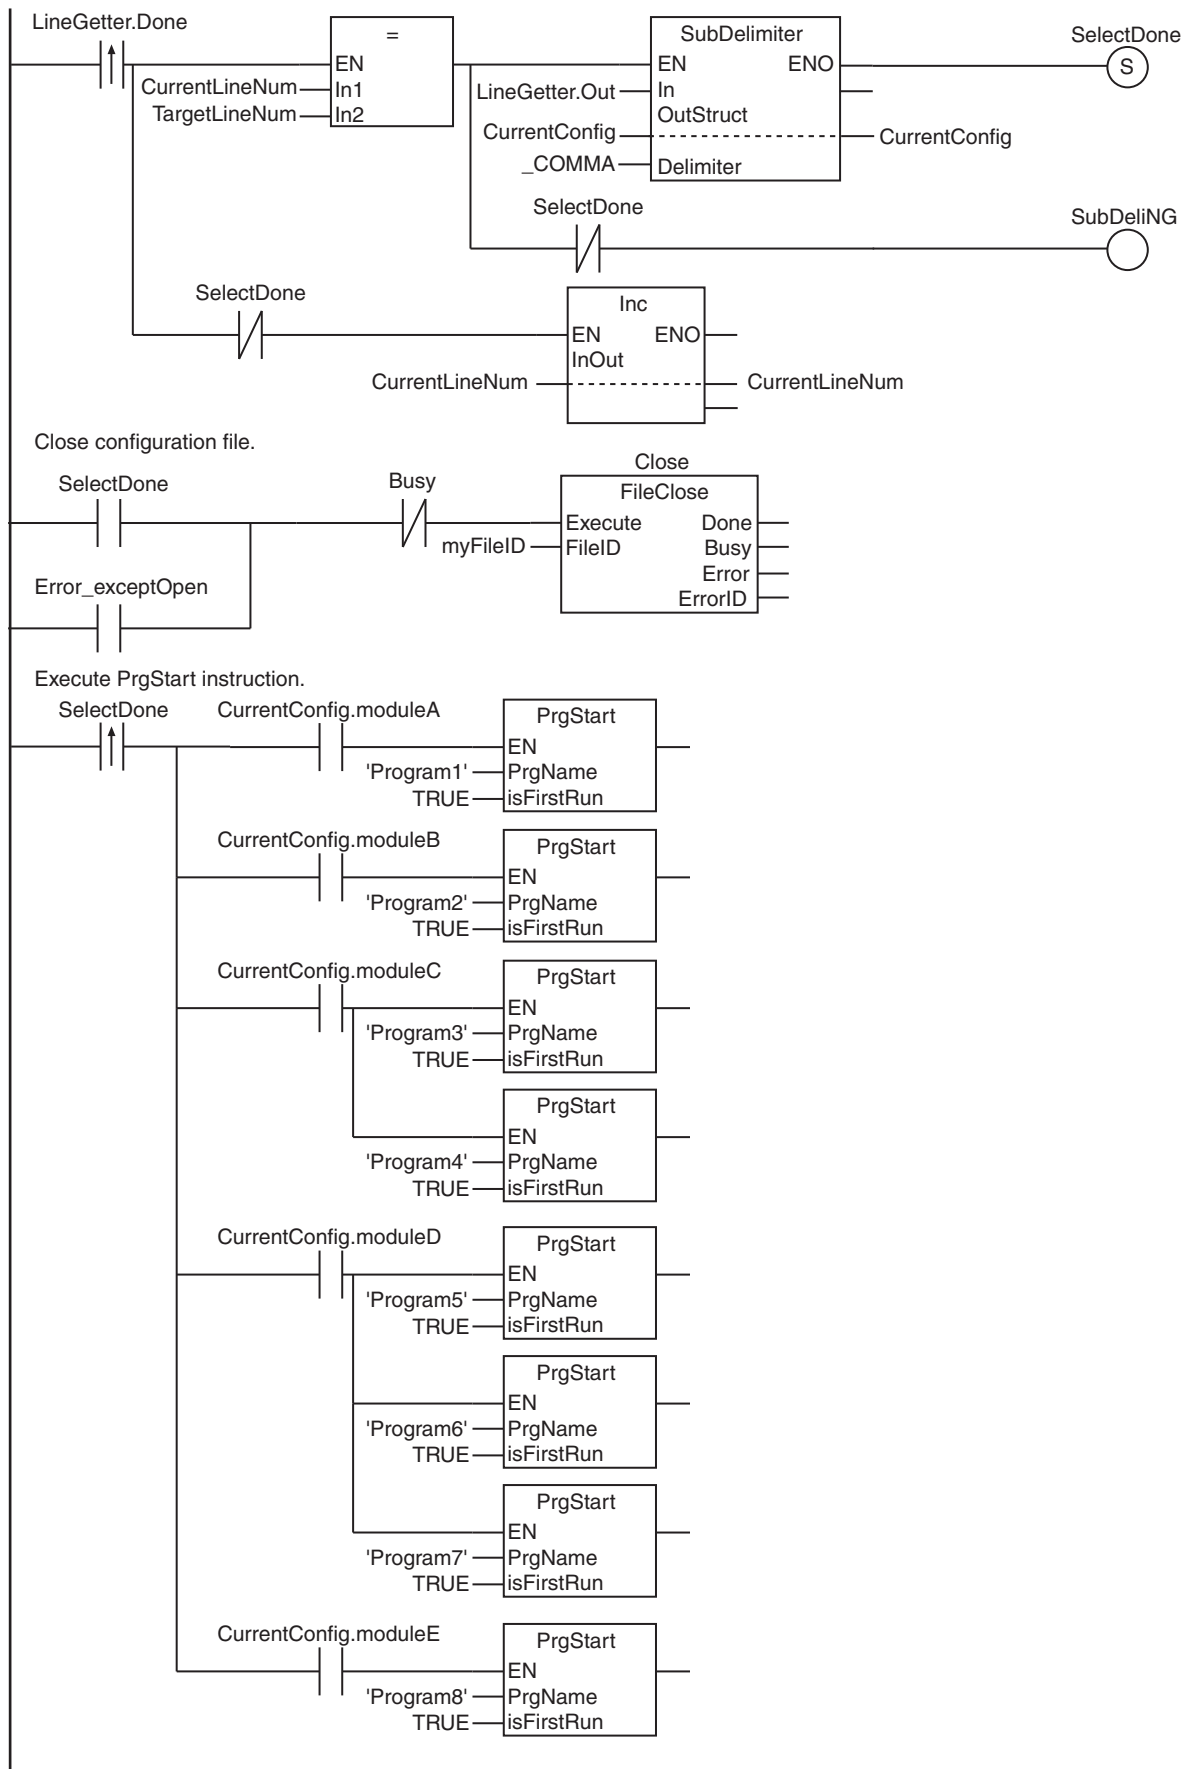 LineGetter.Done
=
SubDelimiter
SelectDone
EN
EN ENO
S
CurrentLineNum In1
LineGetter.Out In
TargetLineNum In2
OutStruct
CurrentConfig CurrentConfig
_COMMA Delimiter
SelectDone
SubDeliNG
SelectDone
Inc
EN ENO
InOut
CurrentLineNum CurrentLineNum
Close configuration file.
Close
SelectDone
Busy
FileClose
Execute Done
myFileID FileID Busy
Error
ErrorID
Error_exceptOpen
Execute PrgStart instruction.
SelectDone
CurrentConfig.moduleA
PrgStart
EN
'Program1' PrgName
TRUE isFirstRun
CurrentConfig.moduleB
PrgStart
EN
'Program2' PrgName
TRUE isFirstRun
CurrentConfig.moduleC
PrgStart
EN
'Program3' PrgName
TRUE isFirstRun
PrgStart
EN
'Program4' PrgName
TRUE isFirstRun
CurrentConfig.moduleD
PrgStart
EN
'Program5' PrgName
TRUE isFirstRun
PrgStart
EN
'Program6' PrgName
TRUE isFirstRun
PrgStart
EN
'Program7' PrgName
TRUE isFirstRun
CurrentConfig.moduleE
PrgStart
EN
'Program8' PrgName
TRUE isFirstRun